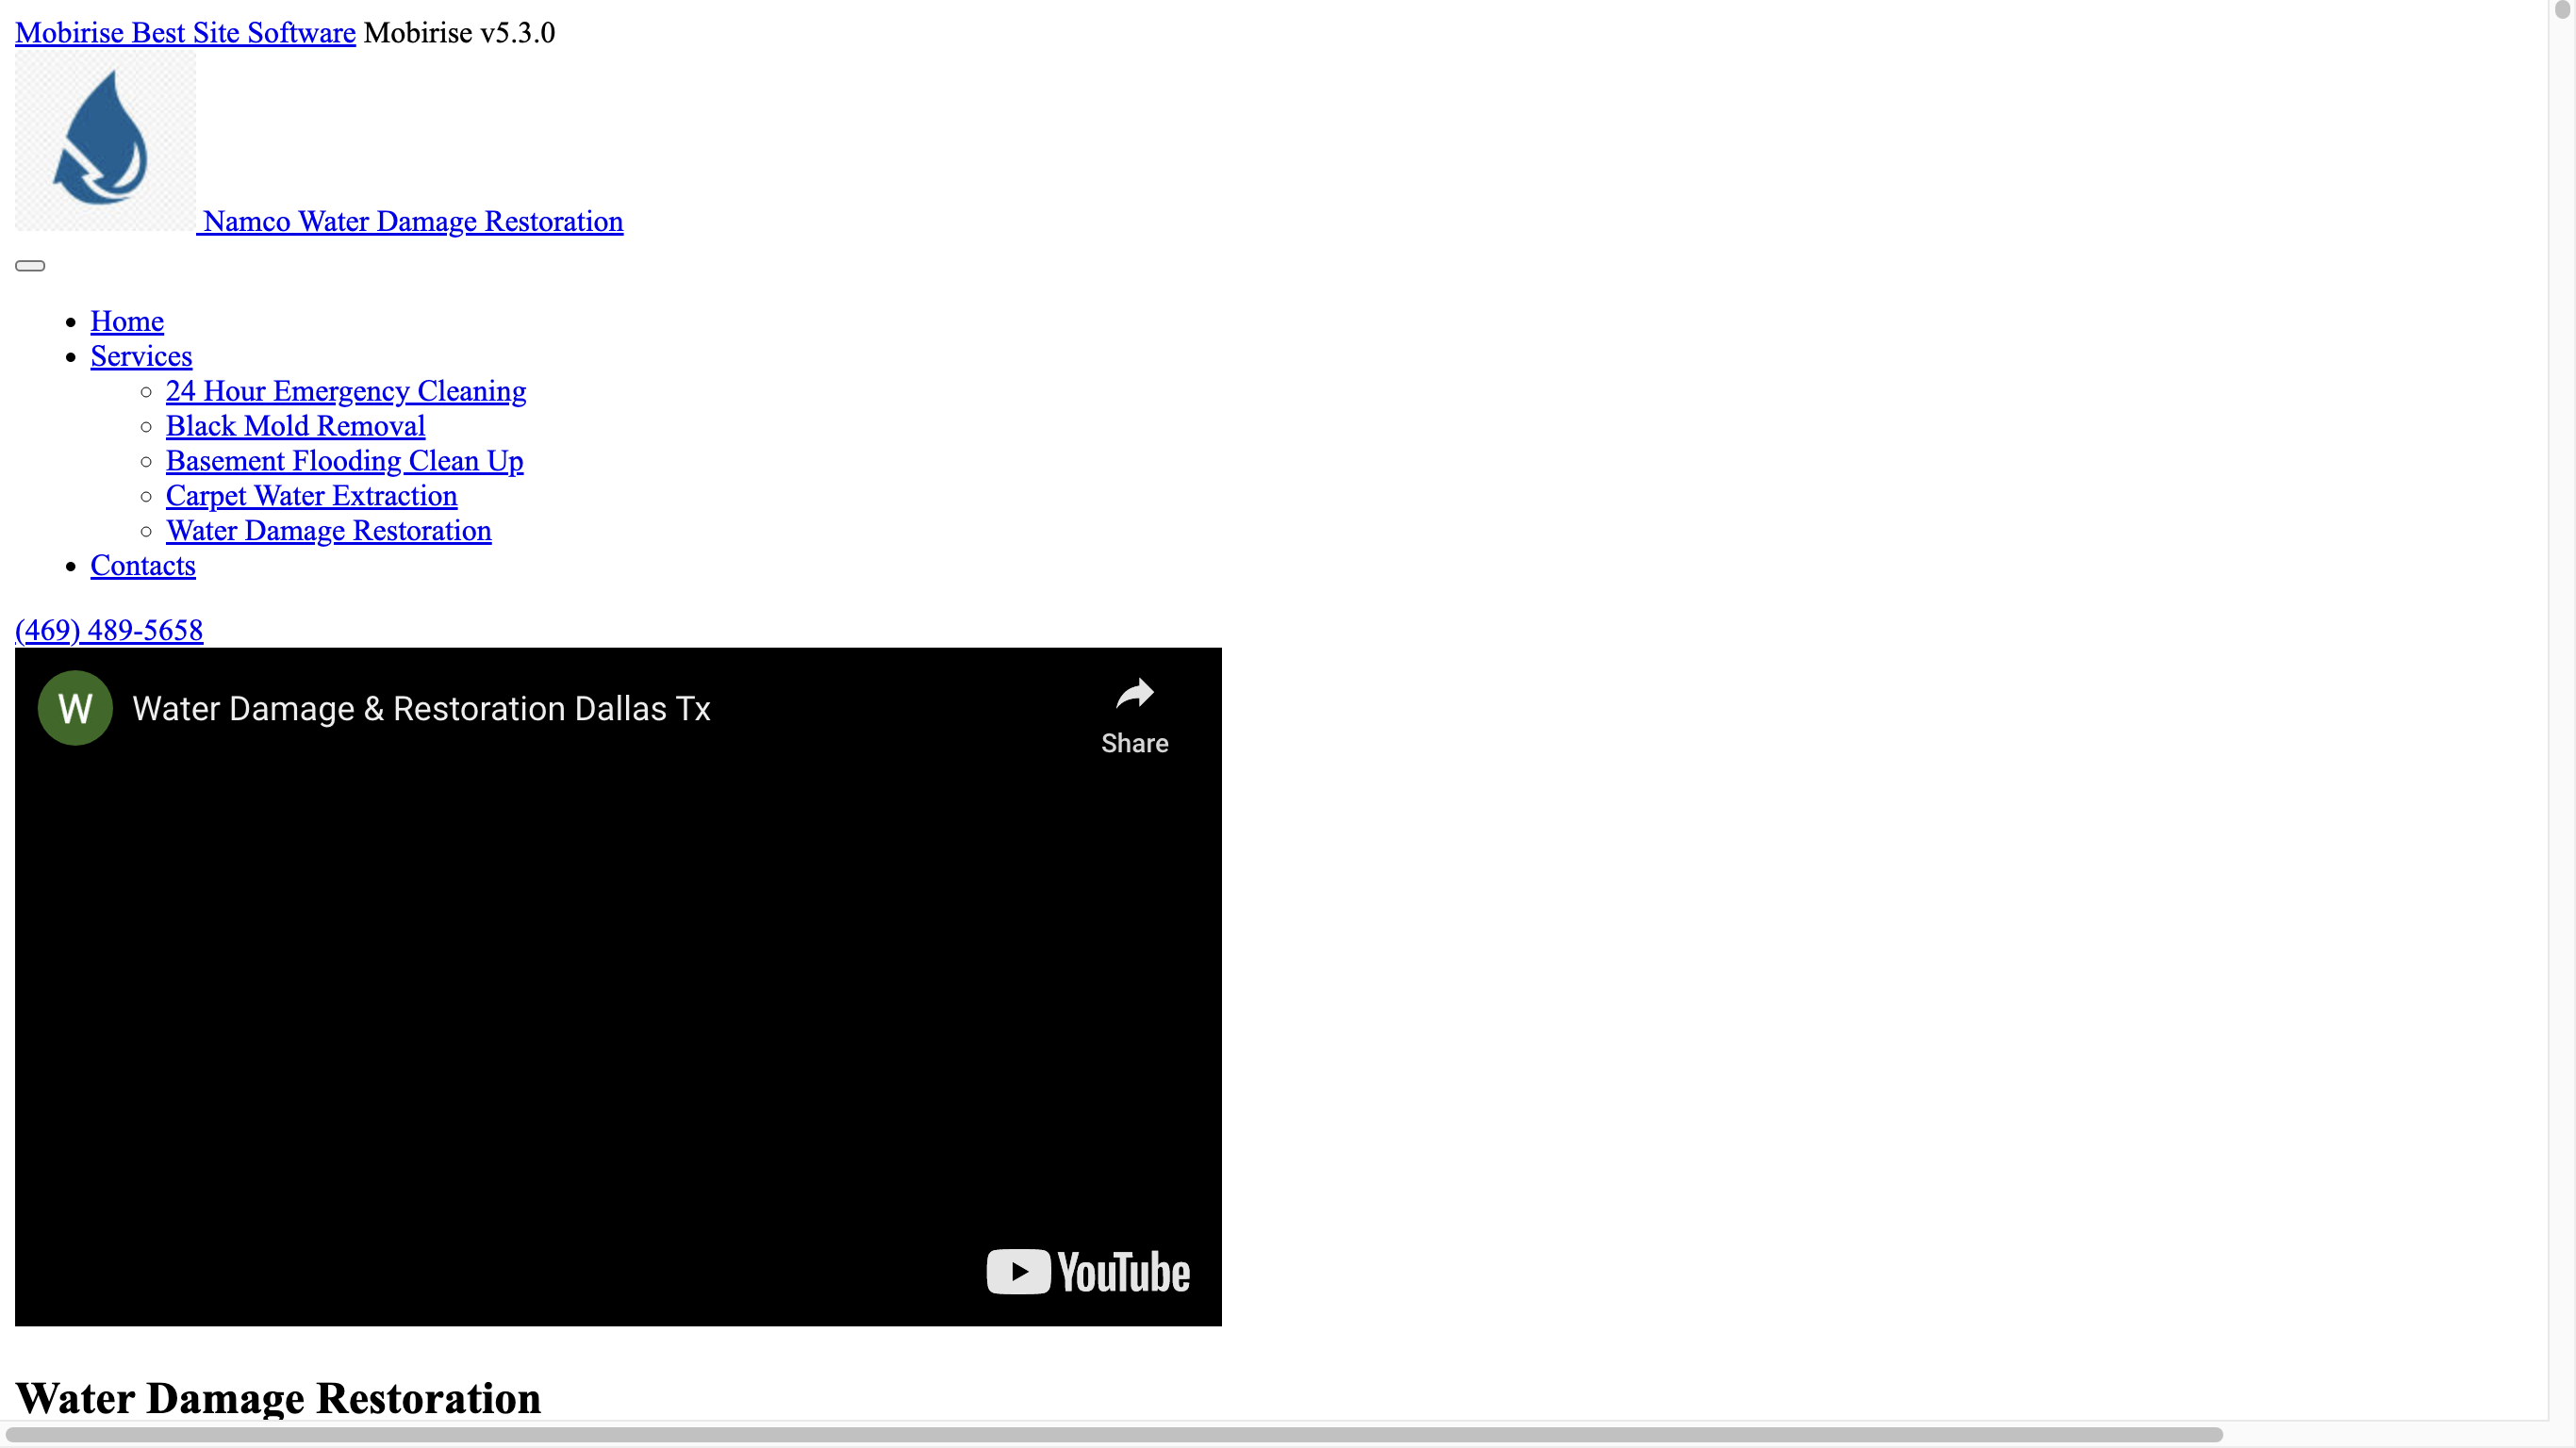 Mobirise Best Site Software Mobirise v5.3.0
Namco Water Damage Restoration
Home
Services
24 Hour Emergency Cleaning
Black Mold Removal
Basement Flooding Clean Up
Carpet Water Extraction
Water Damage Restoration
Contacts
(469) 489-5658
W Water Damage & Restoration Dallas Tx
Share
YouTube
Water Damage Restoration